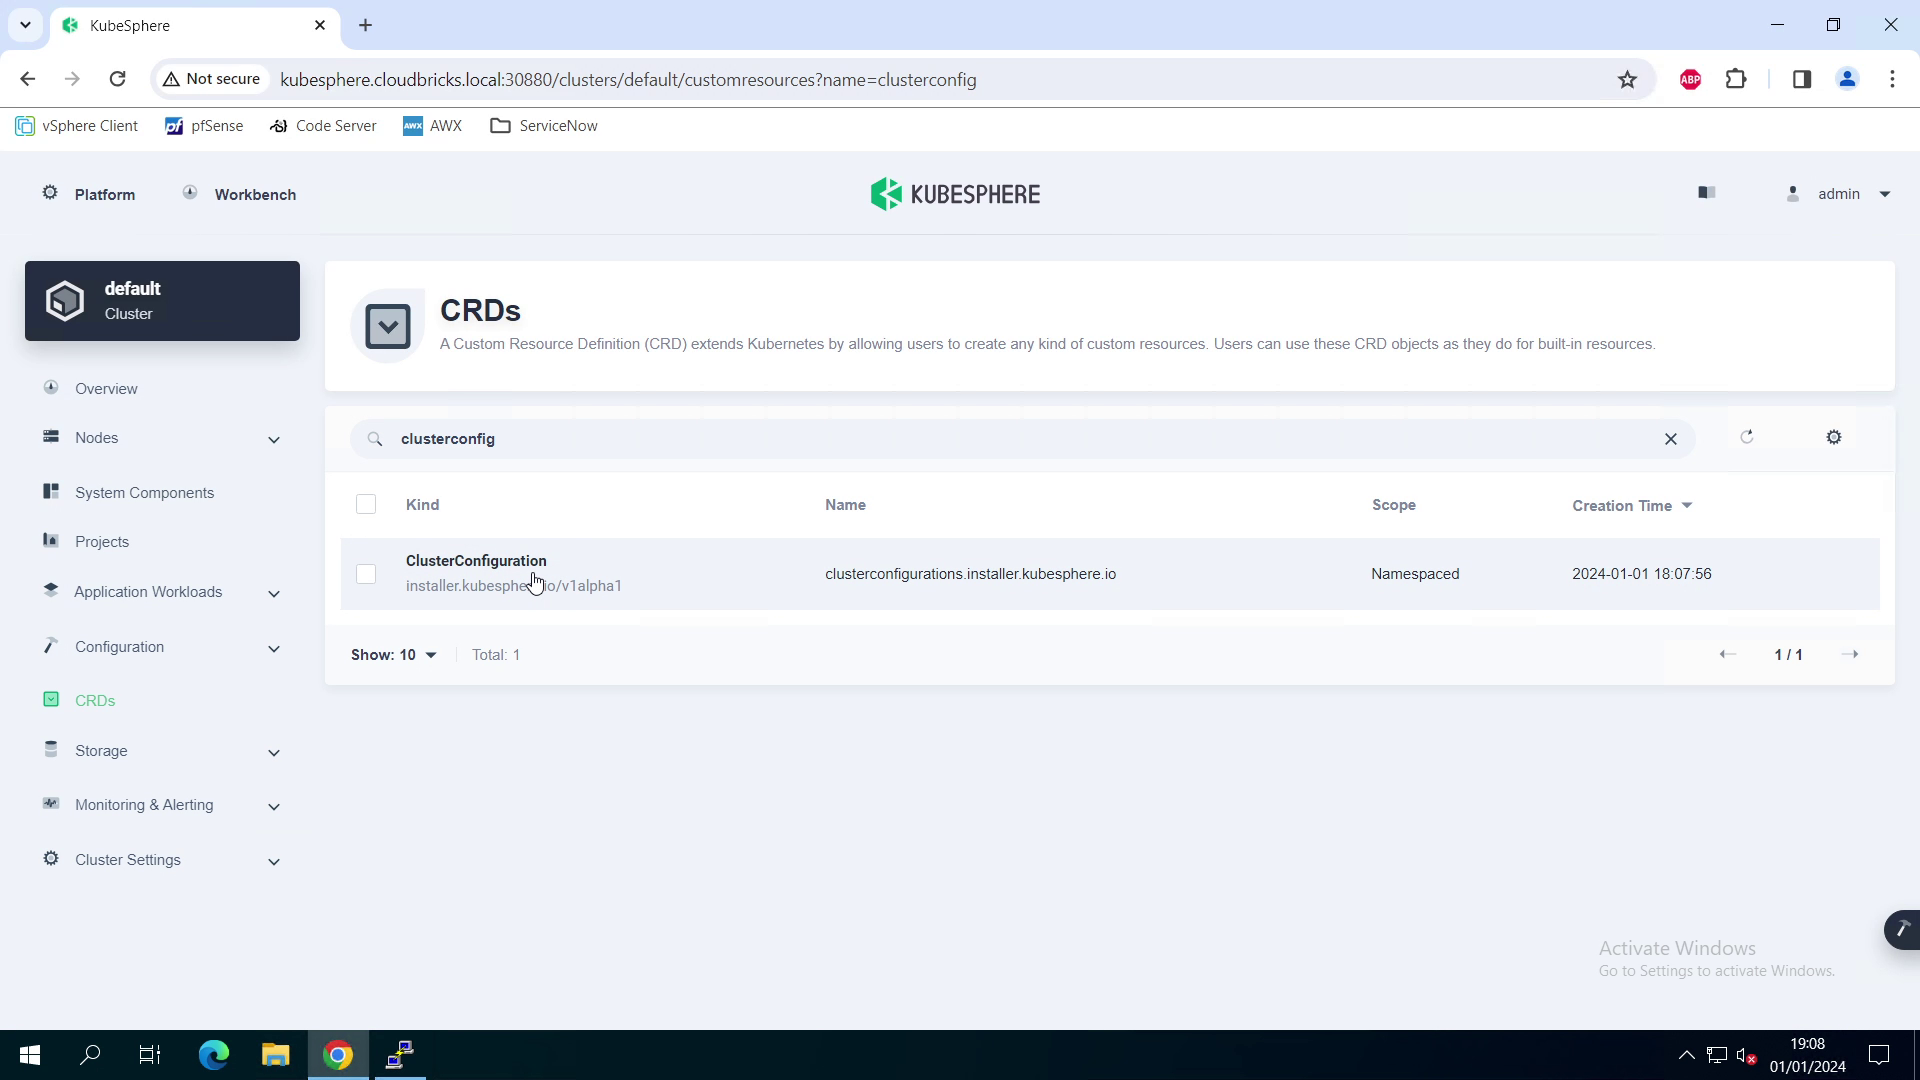 KubeSphere
Not secure
kubesphere.cloudbricks.local:30880/clusters/default/customresources?name=clusterconfig
ABP
vSphere Client
pf pfSense
Code Server
AWX AWX
ServiceNow
Platform
Workbench
KUBESPHERE
admin
default
Cluster
CRDs
A Custom Resource Definition (CRD) extends Kubernetes by allowing users to create any kind of custom resources. Users can use these CRD objects as they do for built-in resources.
Overview
Nodes
System Components
Projects
Application Workloads
Configuration
CRDs
Storage
Monitoring & Alerting
Cluster Settings
clusterconfig
Kind Name Scope Creation Time
ClusterConfiguration
installer.kubesphe io/v1alpha1
clusterconfigurations.installer.kubesphere.io
Namespaced
2024-01-01 18:07:56
Show: 10
Total: 1
1 / 1
Activate Windows
Go to Settings to activate Windows.
19:08
01/01/2024